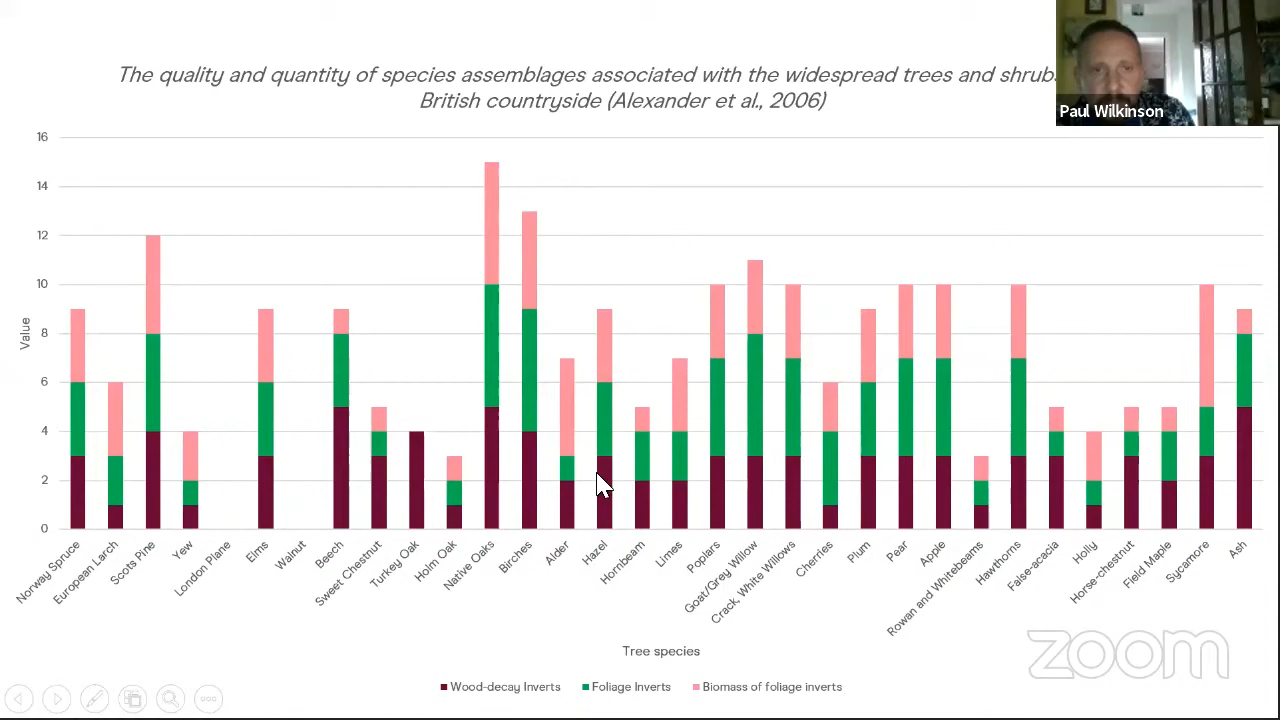 The quality and quantity of species assemblages associated with the widespread trees and shrubs
British countryside (Alexander et al., 2006)
Paul Wilkinson
16
14
12
10
8
6
4
2
0
Value
Norway Spruce
European Larch
Scots Pine
Yew
London Plane
Elms
Walnut
Beech
Sweet Chestnut
Turkey Oak
Holm Oak
Native Oaks
Birches
Alder
Hazel
Hornbeam
Limes
Poplars
Goat/Grey Willow
Crack, White Willows
Cherries
Plum
Pear
Apple
Rowan and Whitebeams
Hawthorns
False-acacia
Holly
Horse-chestnut
Field Maple
Sycamore
Ash
Tree species
zoom
Wood-decay Inverts
Foliage Inverts
Biomass of foliage inverts